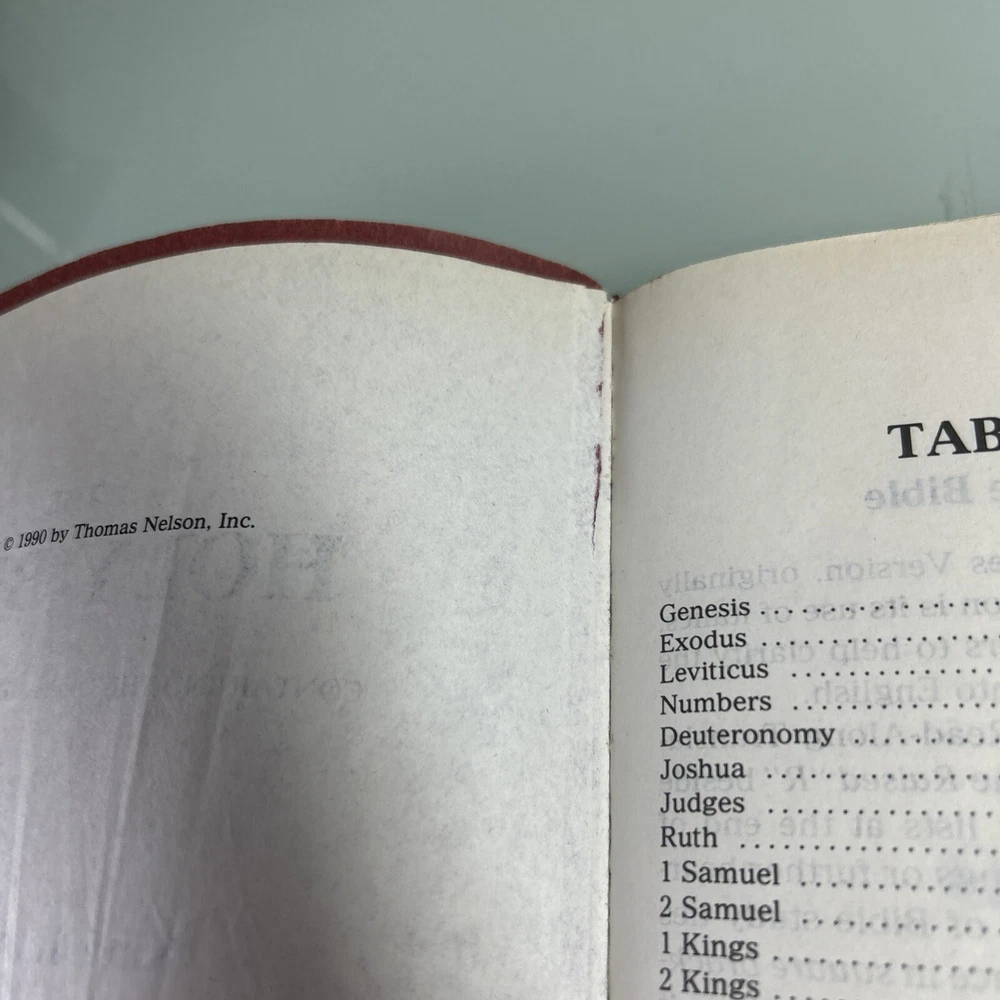 © 1990 by Thomas Nelson, Inc.
TAB
Genesis
Exodus
Leviticus
Numbers
Deuteronomy
Joshua
Judges
Ruth
1 Samuel
2 Samuel
1 Kings
2 Kings